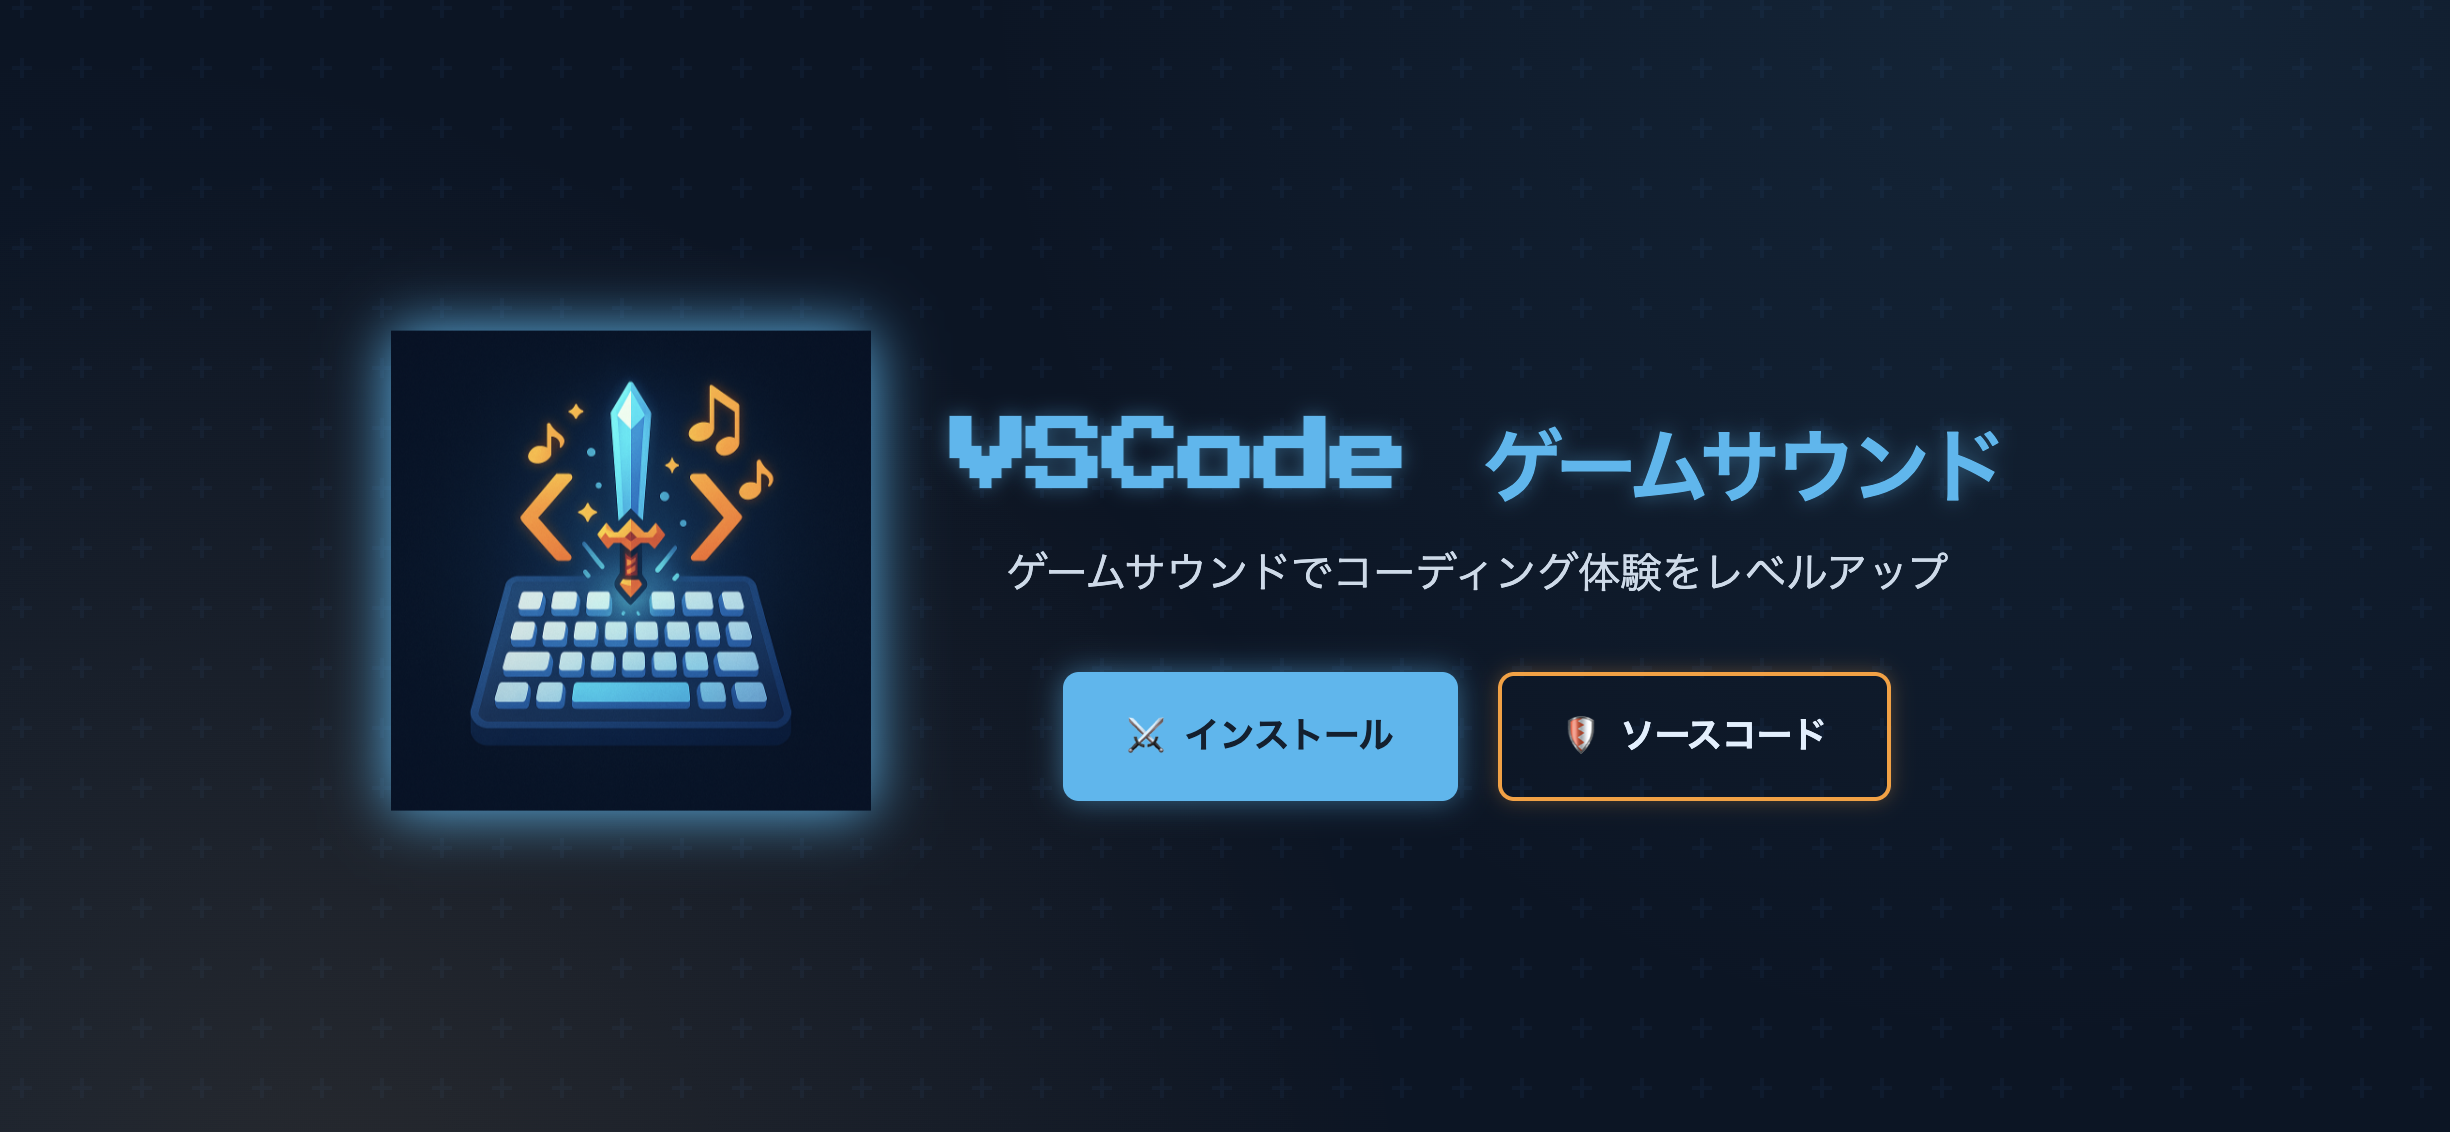 VSCode ゲームサウンド
ゲームサウンドでコーディング体験をレベルアップ
⚔️ インストール
🛡️ ソースコード